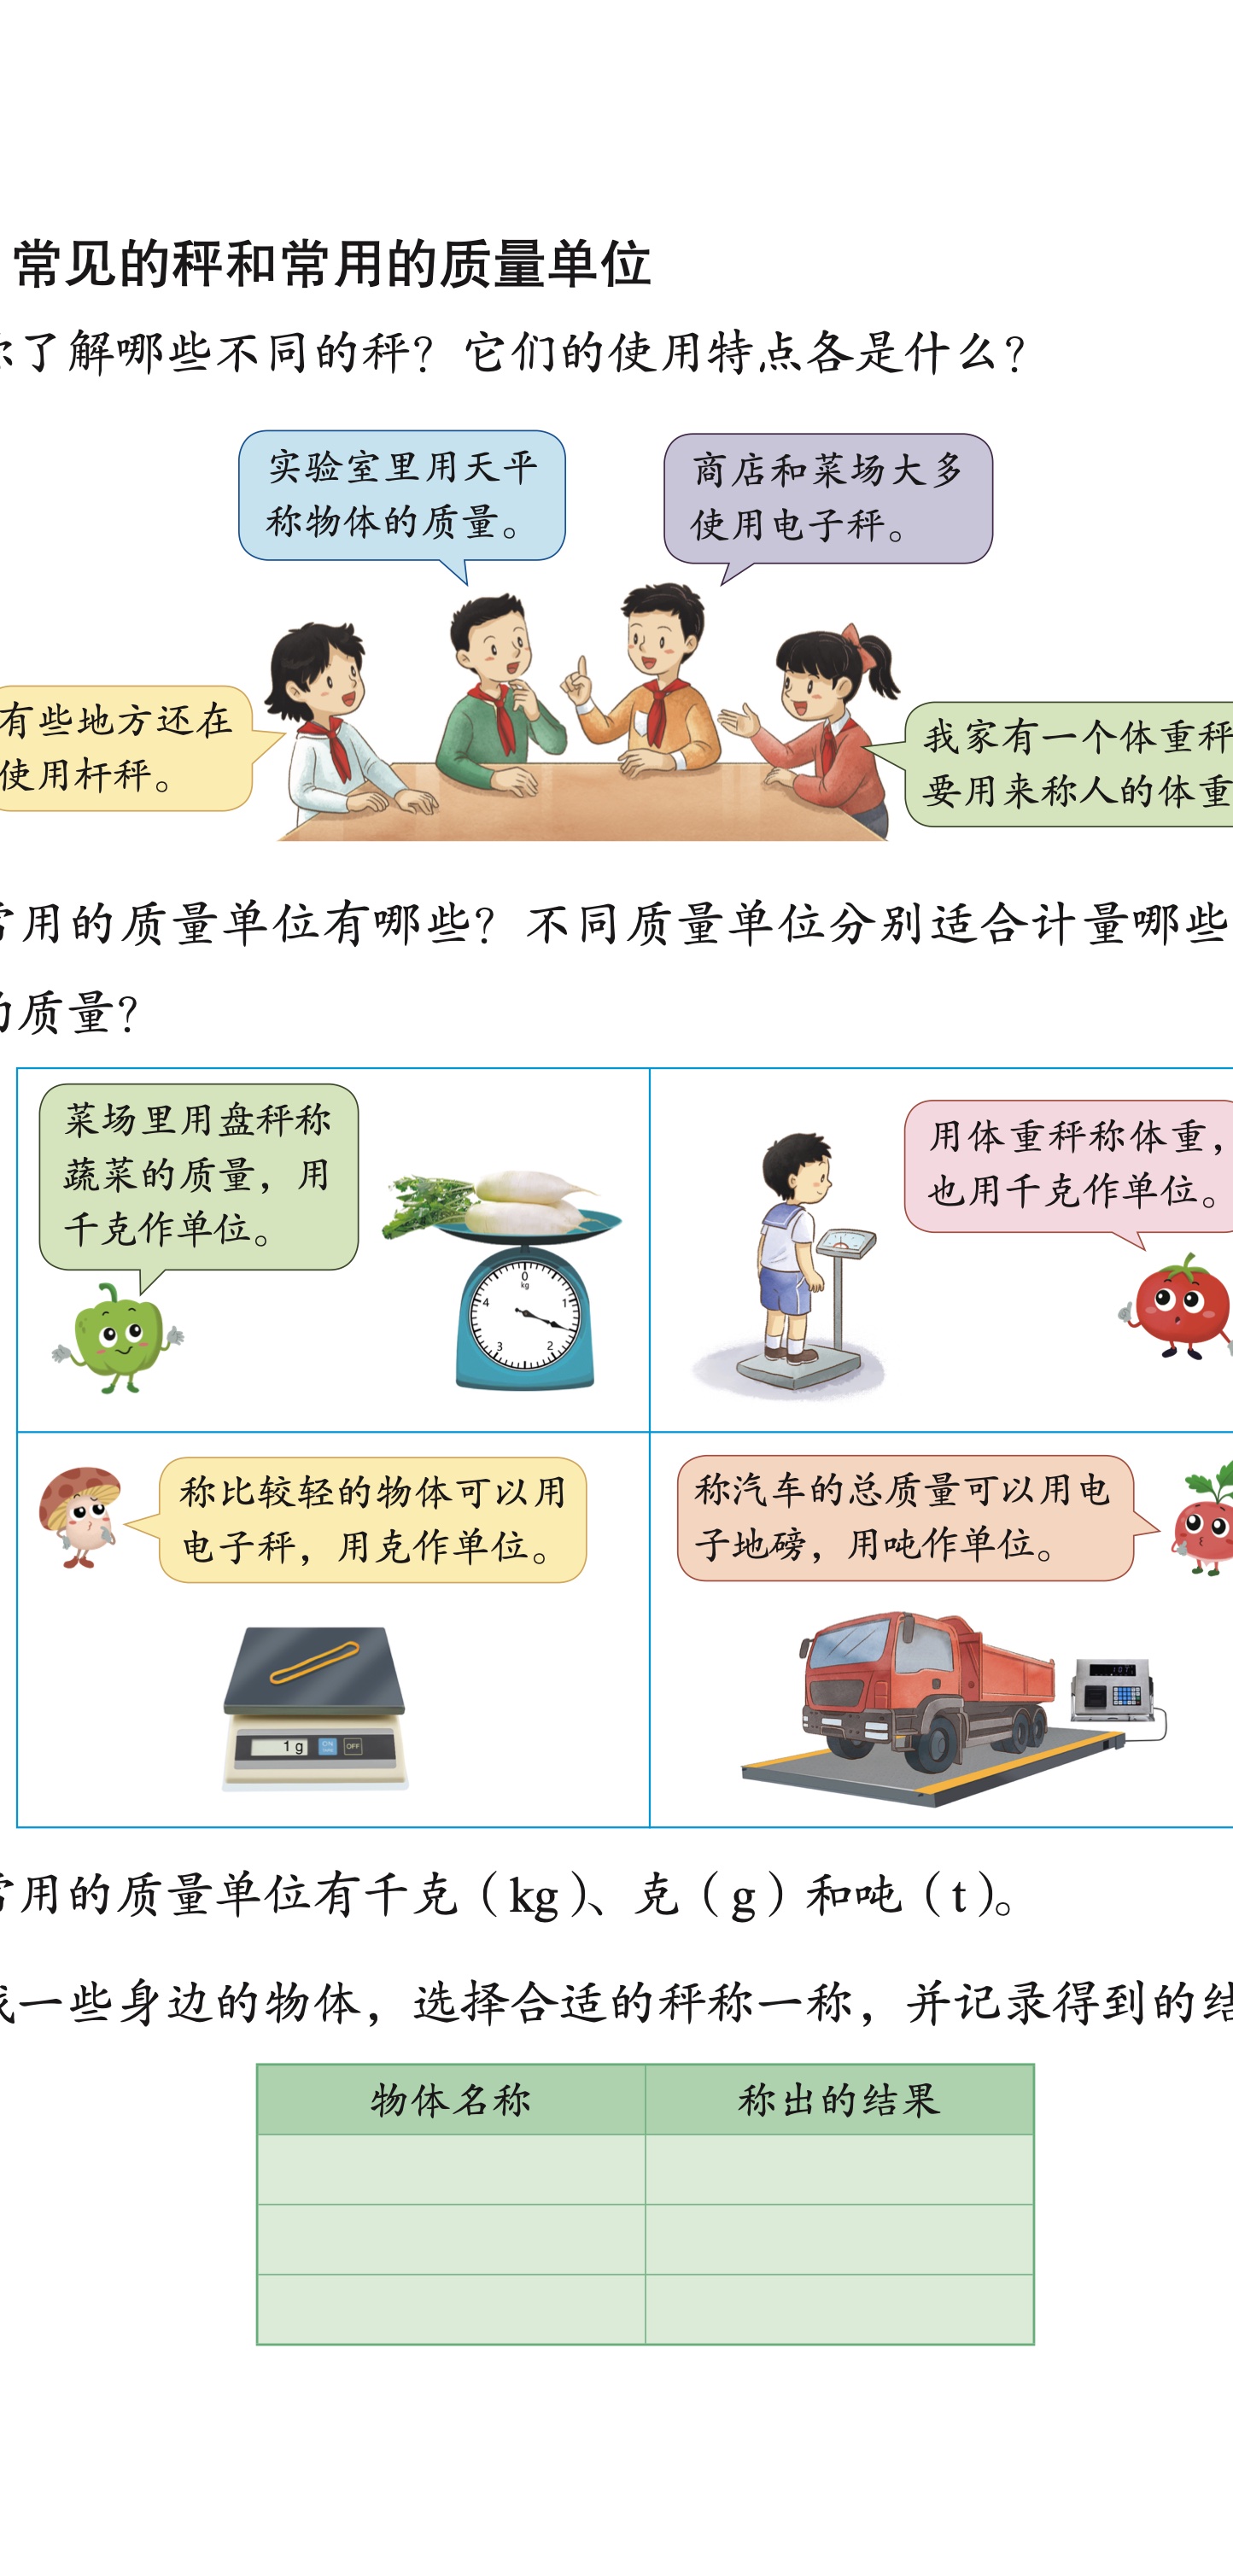 常见的秤和常用的质量单位
了解哪些不同的秤？它们的使用特点各是什么？
实验室里用天平
称物体的质量。
商店和菜场大多
使用电子秤。
有些地方还在
使用杆秤。
我家有一个体重秤
要用来称人的体重
用的质量单位有哪些？不同质量单位分别适合计量哪些
质量？
菜场里用盘秤称
蔬菜的质量，用
千克作单位。
0
kg
1
2
3
4
用体重秤称体重，
也用千克作单位。
称比较轻的物体可以用
电子秤，用克作单位。
1 g
ON
OFF
称汽车的总质量可以用电
子地磅，用吨作单位。
用的质量单位有千克（kg）、克（g）和吨（t）。
一些身边的物体，选择合适的秤称一称，并记录得到的结
物体名称
称出的结果